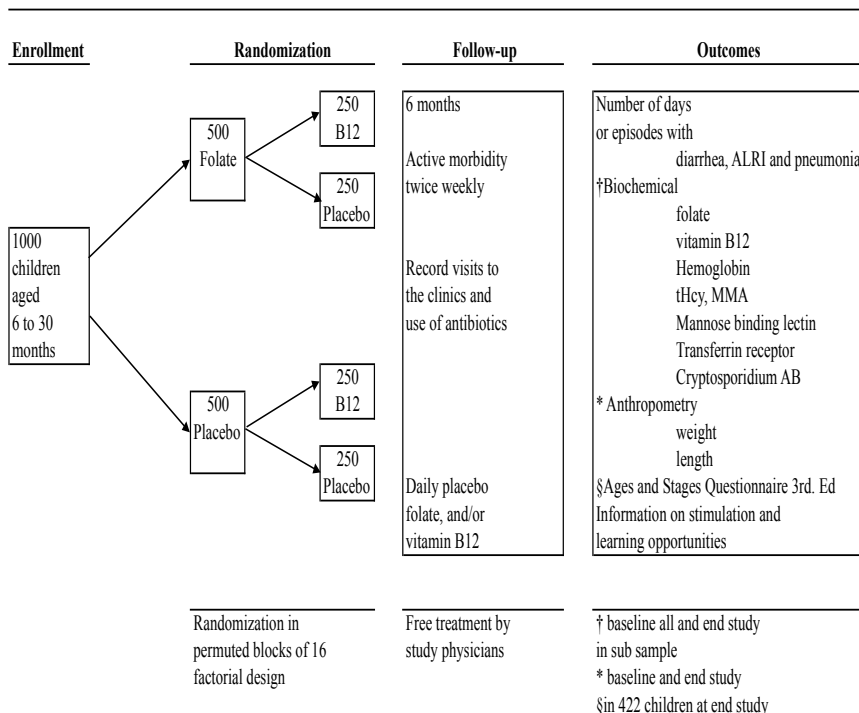 Enrollment
Randomization
Follow-up
Outcomes
1000
children
aged
6 to 30
months
500
Folate
500
Placebo
250
B12
250
Placebo
250
B12
250
Placebo
6 months
Active morbidity
twice weekly
Record visits to
the clinics and
use of antibiotics
Daily placebo
folate, and/or
vitamin B12
Number of days
or episodes with
diarrhea, ALRI and pneumonia
†Biochemical
folate
vitamin B12
Hemoglobin
tHcy, MMA
Mannose binding lectin
Transferrin receptor
Cryptosporidium AB
* Anthropometry
weight
length
§Ages and Stages Questionnaire 3rd. Ed
Information on stimulation and
learning opportunities
Randomization in
permuted blocks of 16
factorial design
Free treatment by
study physicians
† baseline all and end study
in sub sample
* baseline and end study
§in 422 children at end study